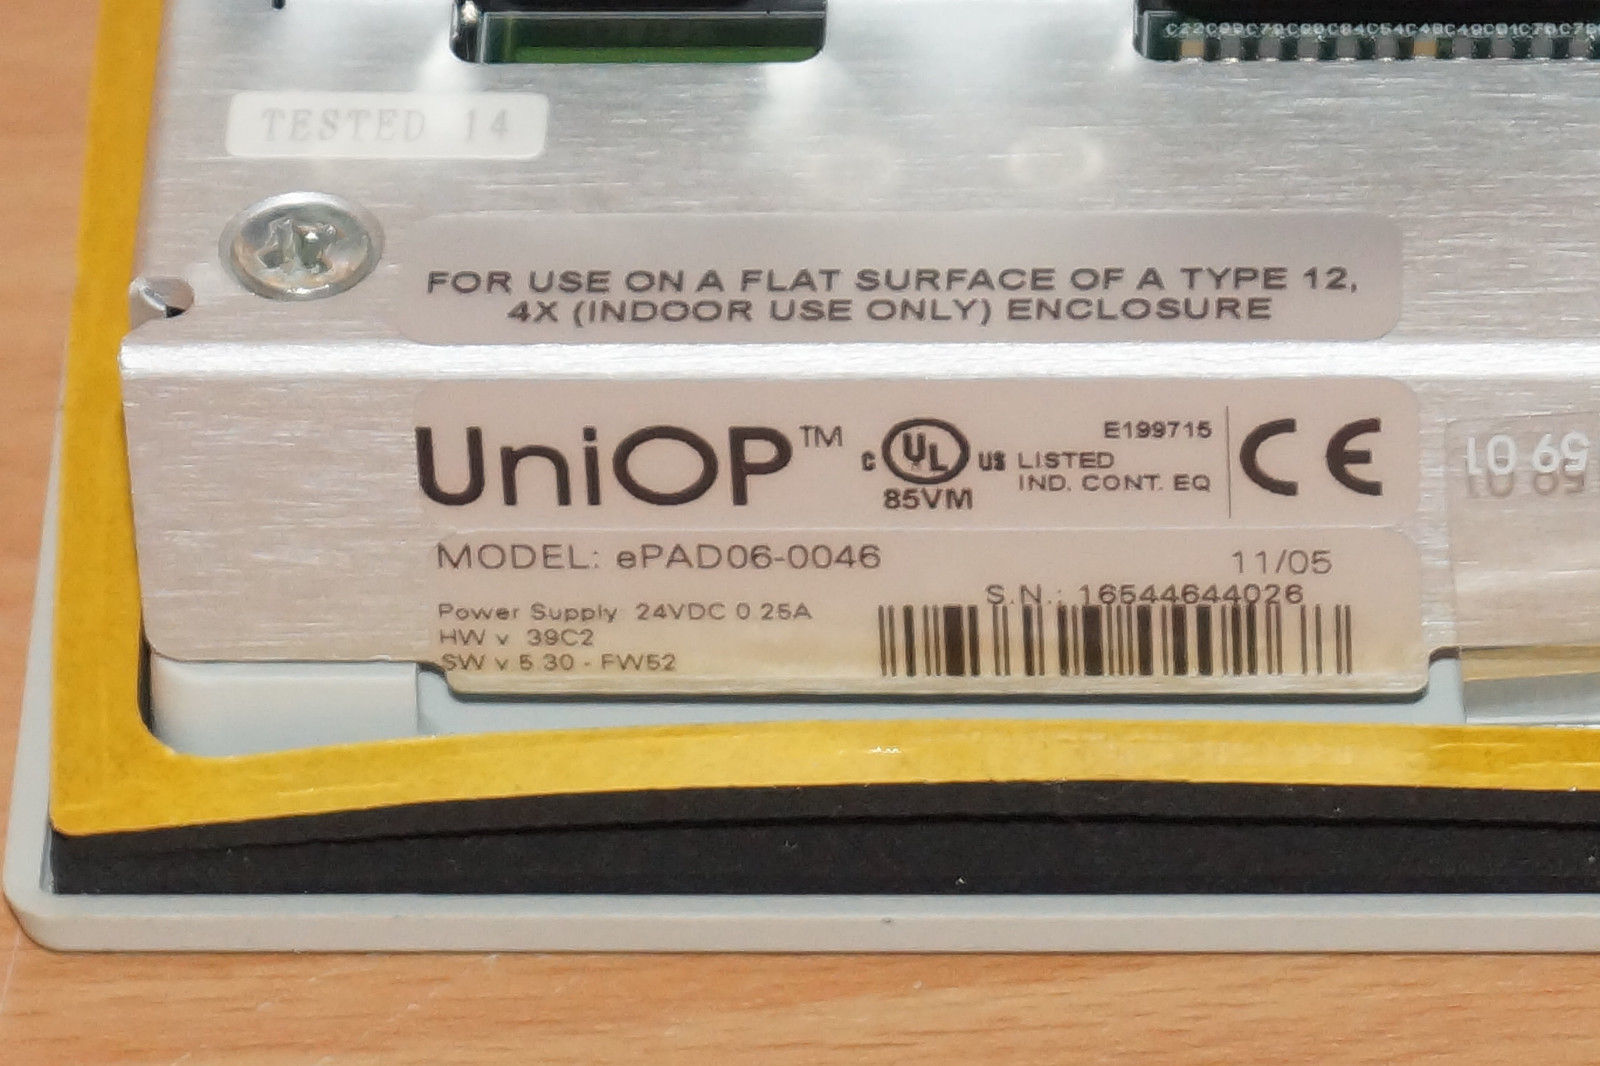 TESTED 14
FOR USE ON A FLAT SURFACE OF A TYPE 12,
4X (INDOOR USE ONLY) ENCLOSURE
UniOP™
C UL US
85VM
E199715
LISTED
IND. CONT. EQ
CE
MODEL: ePAD06-0046
11/05
S.N.: 16544644026
Power Supply 24VDC 0.25A
HW v 39C2
SW v 5.30 - FW52
59 01